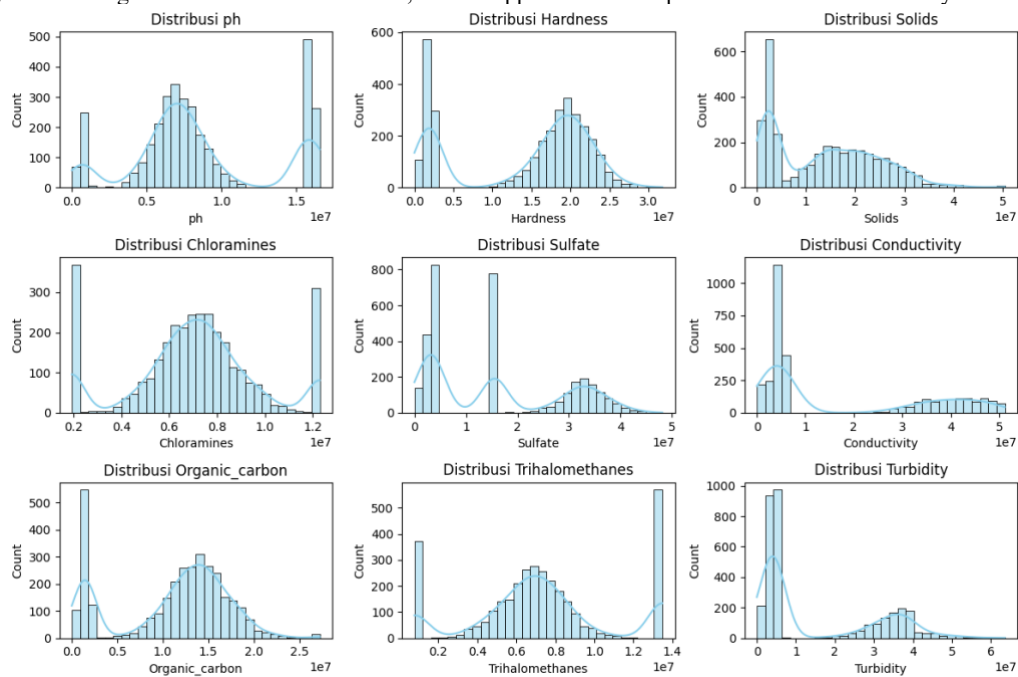 Distribusi ph
Distribusi Hardness
Distribusi Solids
500
400
300
200
100
0
Count
0.0 0.5 1.0 1.5
1e7
ph
600
400
200
0
Count
0.0 0.5 1.0 1.5 2.0 2.5 3.0
1e7
Hardness
600
400
200
0
Count
0 1 2 3 4 5
1e7
Solids
Distribusi Chloramines
Distribusi Sulfate
Distribusi Conductivity
300
200
100
0
Count
0.2 0.4 0.6 0.8 1.0 1.2
1e7
Chloramines
800
600
400
200
0
Count
0 1 2 3 4 5
1e7
Sulfate
1000
750
500
250
0
Count
0 1 2 3 4 5
1e7
Conductivity
Distribusi Organic_carbon
Distribusi Trihalomethanes
Distribusi Turbidity
500
400
300
200
100
0
Count
0.0 0.5 1.0 1.5 2.0 2.5
1e7
Organic_carbon
500
400
300
200
100
0
Count
0.2 0.4 0.6 0.8 1.0 1.2 1.4
1e7
Trihalomethanes
1000
800
600
400
200
0
Count
0 1 2 3 4 5 6
1e7
Turbidity